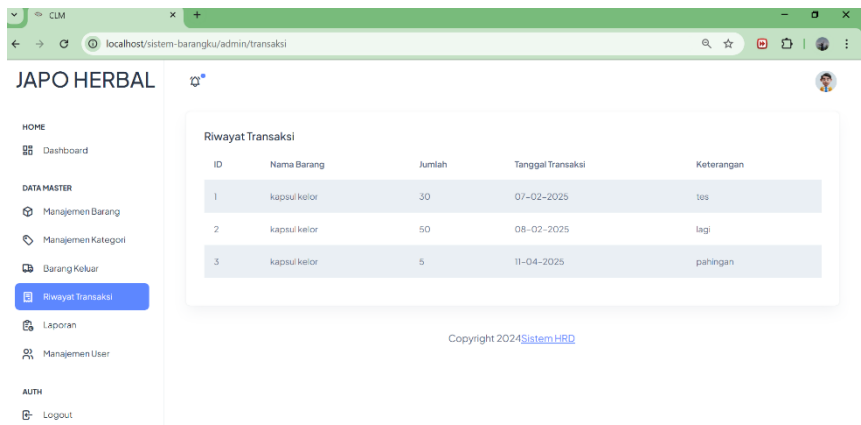 CLM
localhost/sistem-barangku/admin/transaksi
JAPO HERBAL
HOME
Dashboard
DATA MASTER
Manajemen Barang
Manajemen Kategori
Barang Keluar
Riwayat Transaksi
Laporan
Manajemen User
AUTH
Logout
Riwayat Transaksi
ID Nama Barang Jumlah Tanggal Transaksi Keterangan
1 kapsul kelor 30 07-02-2025 tes
2 kapsul kelor 50 08-02-2025 lagi
3 kapsul kelor 5 11-04-2025 pahingan
Copyright 2024Sistem HRD